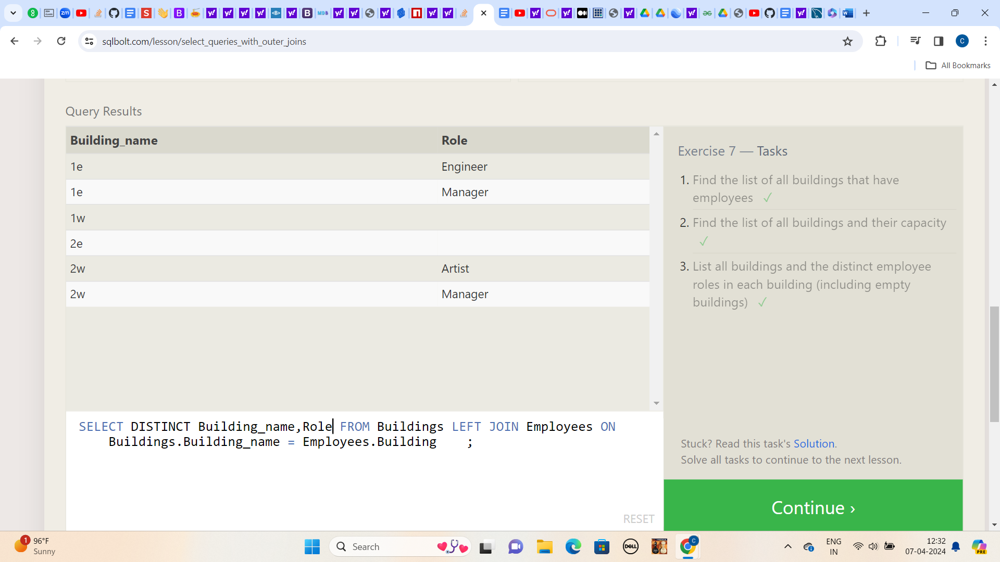 sqlbolt.com/lesson/select_queries_with_outer_joins
C
All Bookmarks
Query Results
Building_name Role
1e Engineer
1e Manager
1w
2e
2w Artist
2w Manager
Exercise 7 — Tasks
1. Find the list of all buildings that have
employees ✓
2. Find the list of all buildings and their capacity
✓
3. List all buildings and the distinct employee
roles in each building (including empty
buildings) ✓
SELECT DISTINCT Building_name,Role FROM Buildings LEFT JOIN Employees ON
Buildings.Building_name = Employees.Building ;
Stuck? Read this task's Solution.
Solve all tasks to continue to the next lesson.
RESET
Continue ›
1
96°F
Sunny
Search
DELL
C
ENG
IN
12:32
07-04-2024
PRE